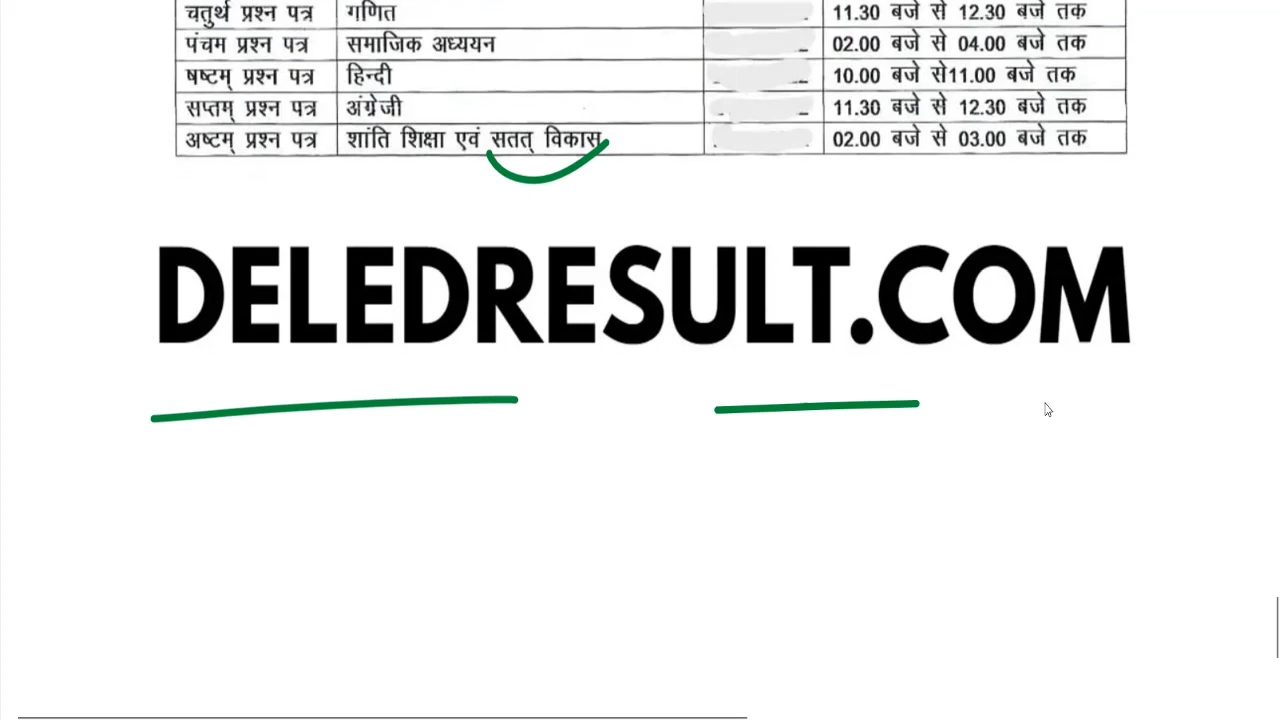 चतुर्थ प्रश्न पत्र गणित 11.30 बजे से 12.30 बजे तक
पंचम प्रश्न पत्र समाजिक अध्ययन 02.00 बजे से 04.00 बजे तक
षष्टम् प्रश्न पत्र हिन्दी 10.00 बजे से11.00 बजे तक
सप्तम् प्रश्न पत्र अंग्रेजी 11.30 बजे से 12.30 बजे तक
अष्टम् प्रश्न पत्र शांति शिक्षा एवं सतत् विकास 02.00 बजे से 03.00 बजे तक
DELEDRESULT.COM